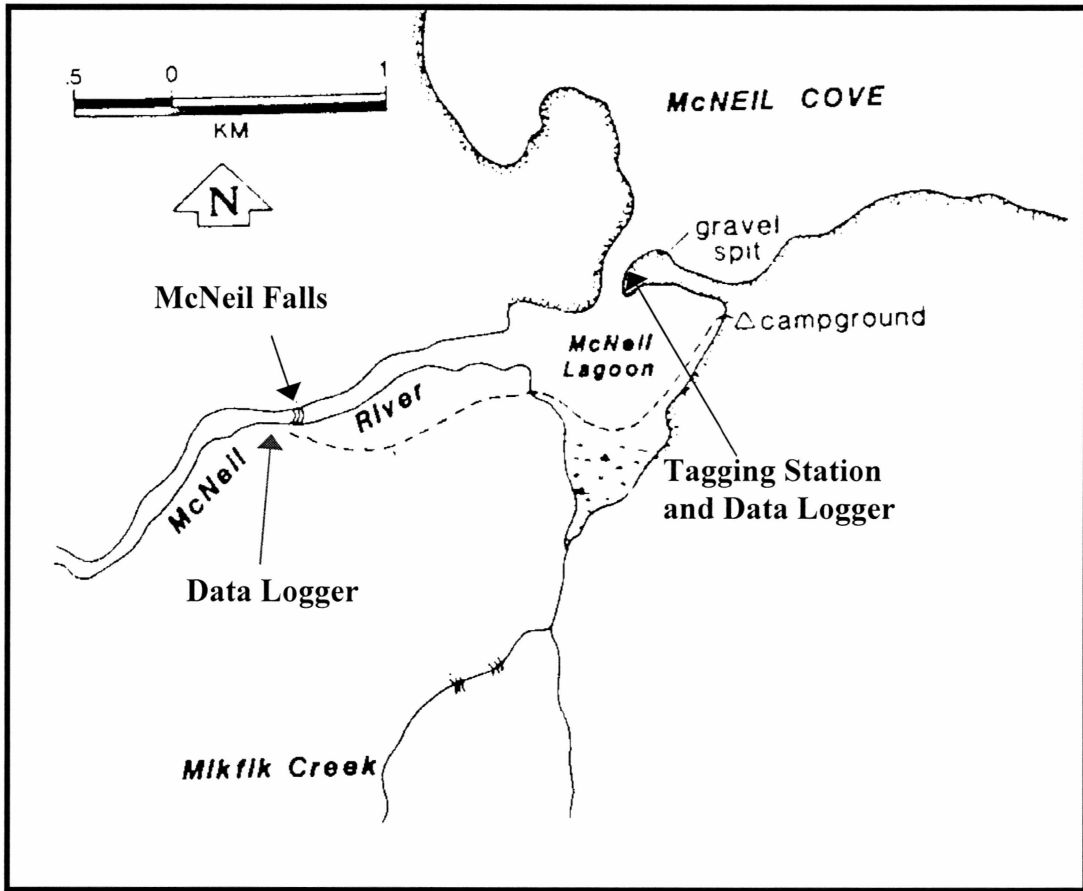 .5 0 1
KM
N
McNEIL COVE
gravel
spit
McNeil Falls
△campground
McNeil
Lagoon
River
McNeil
Tagging Station
and Data Logger
Data Logger
Mikfik Creek